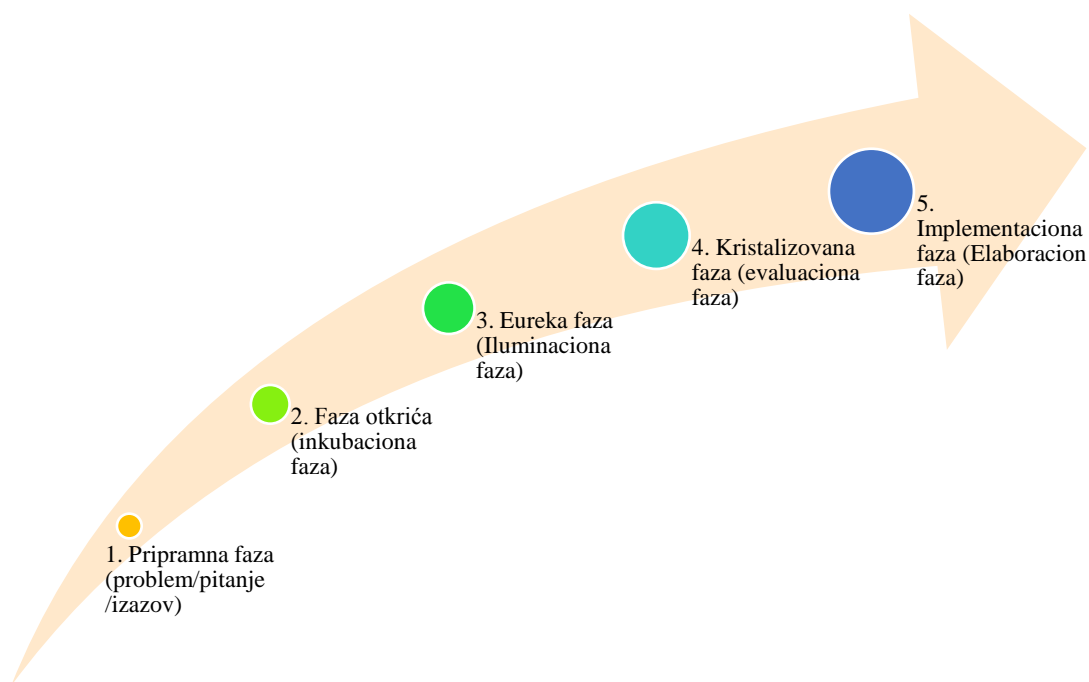 1. Pripramna faza
(problem/pitanje
/izazov)
2. Faza otkrića
(inkubaciona
faza)
3. Eureka faza
(Iluminaciona
faza)
4. Kristalizovana
faza (evaluaciona
faza)
5.
Implementaciona
faza (Elaboracion
faza)